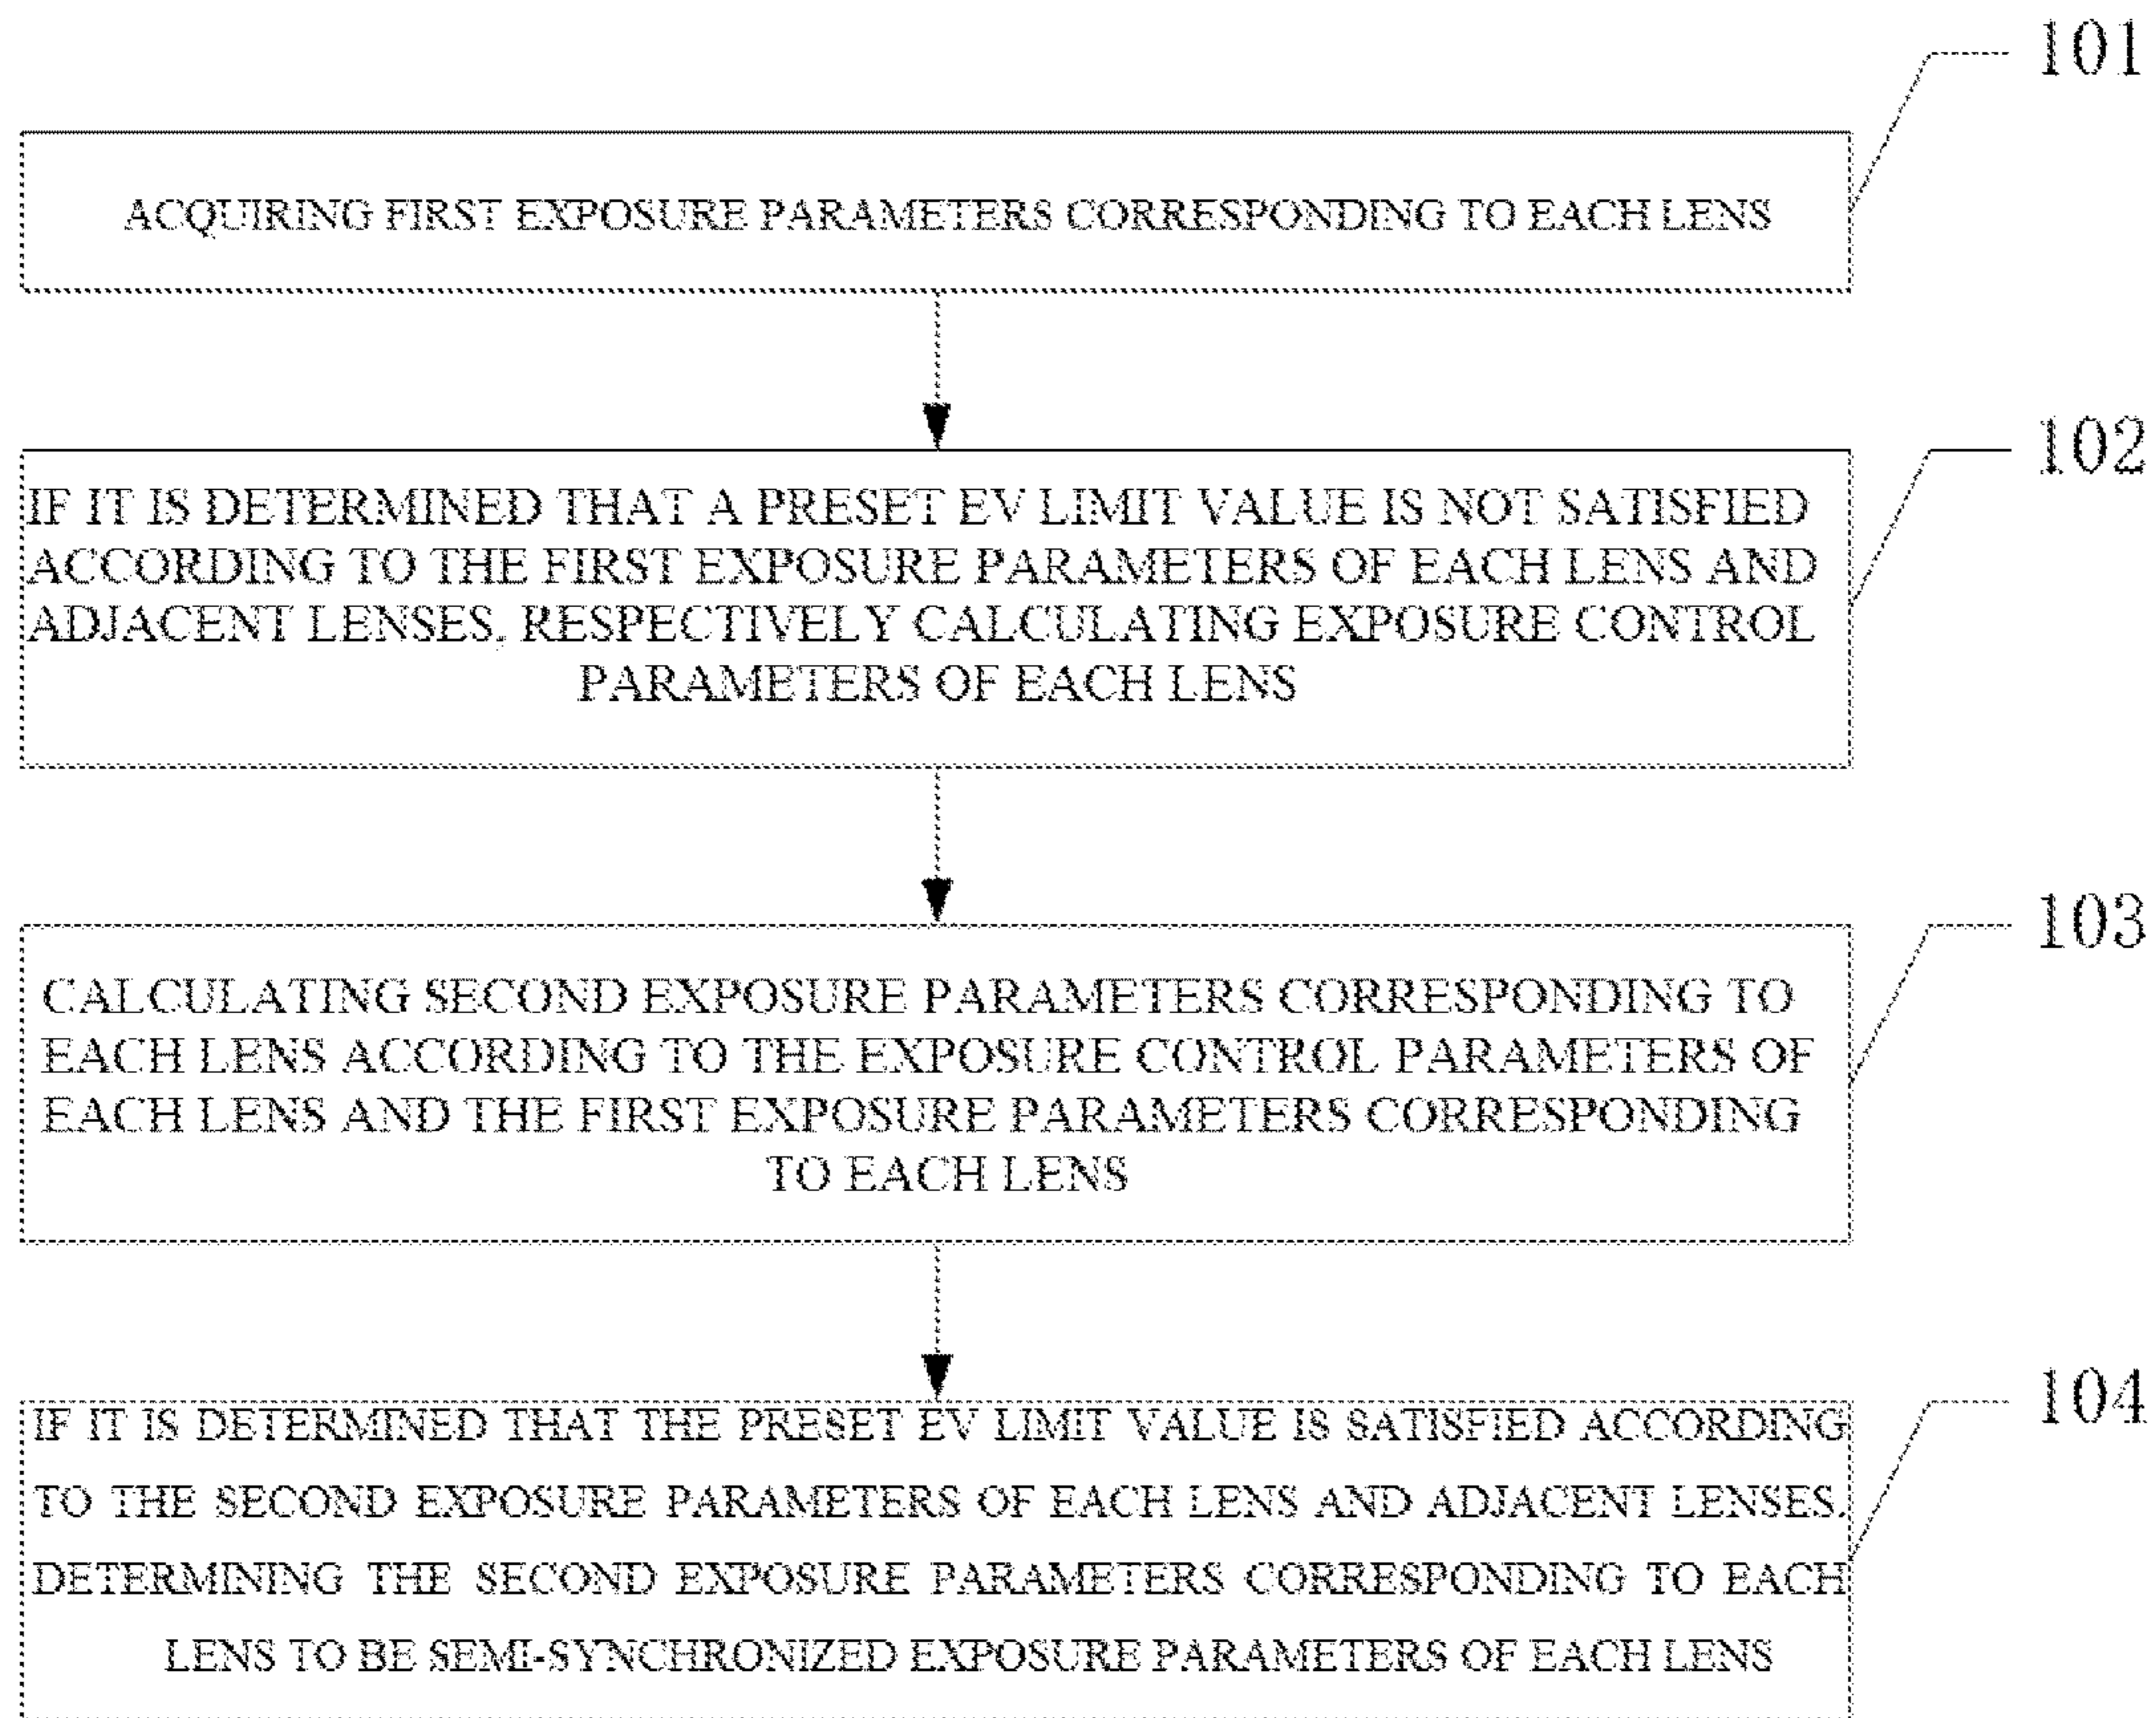 101
ACQUIRING FIRST EXPOSURE PARAMETERS CORRESPONDING TO EACH LENS
102
IF IT IS DETERMINED THAT A PRESET EV LIMIT VALUE IS NOT SATISFIED
ACCORDING TO THE FIRST EXPOSURE PARAMETERS OF EACH LENS AND
ADJACENT LENSES, RESPECTIVELY CALCULATING EXPOSURE CONTROL
PARAMETERS OF EACH LENS
103
CALCULATING SECOND EXPOSURE PARAMETERS CORRESPONDING TO
EACH LENS ACCORDING TO THE EXPOSURE CONTROL PARAMETERS OF
EACH LENS AND THE FIRST EXPOSURE PARAMETERS CORRESPONDING
TO EACH LENS
104
IF IT IS DETERMINED THAT THE PRESET EV LIMIT VALUE IS SATISFIED ACCORDING
TO THE SECOND EXPOSURE PARAMETERS OF EACH LENS AND ADJACENT LENSES,
DETERMINING THE SECOND EXPOSURE PARAMETERS CORRESPONDING TO EACH
LENS TO BE SEMI-SYNCHRONIZED EXPOSURE PARAMETERS OF EACH LENS